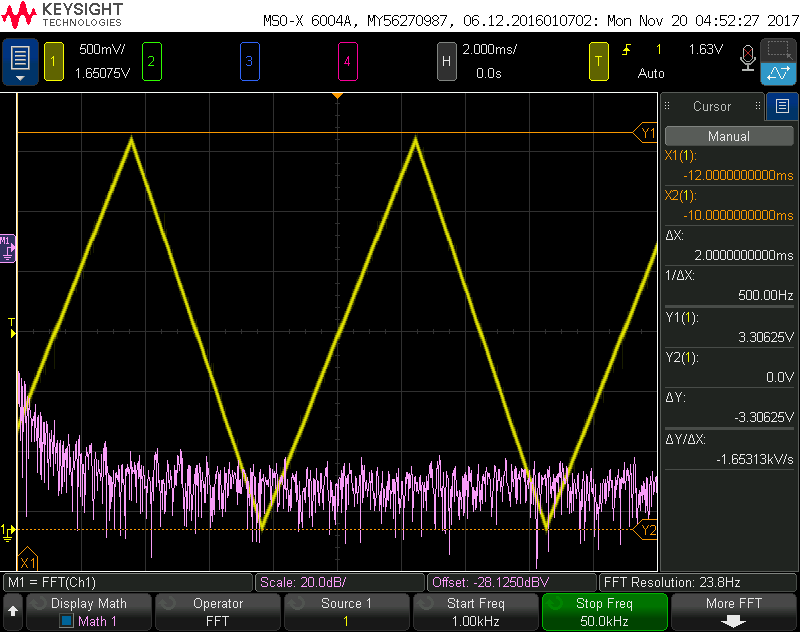 KEYSIGHT
TECHNOLOGIES
MSO-X 6004A, MY56270987, 06.12.2016010702: Mon Nov 20 04:52:27 2017
1
500mV/
1.65075V
2
3
4
H
2.000ms/
0.0s
T
1
1.63V
Auto
Y1
M1
T
1
X1
Y2
Cursor
Manual
X1(1):
-12.0000000000ms
X2(1):
-10.0000000000ms
ΔX:
2.0000000000ms
1/ΔX:
500.00Hz
Y1(1):
3.30625V
Y2(1):
0.0V
ΔY:
-3.30625V
ΔY/ΔX:
-1.65313kV/s
M1 = FFT(Ch1)
Scale: 20.0dB/
Offset: -28.1250dBV
FFT Resolution: 23.8Hz
Display Math
Math 1
Operator
FFT
Source 1
1
Start Freq
1.00kHz
Stop Freq
50.0kHz
More FFT